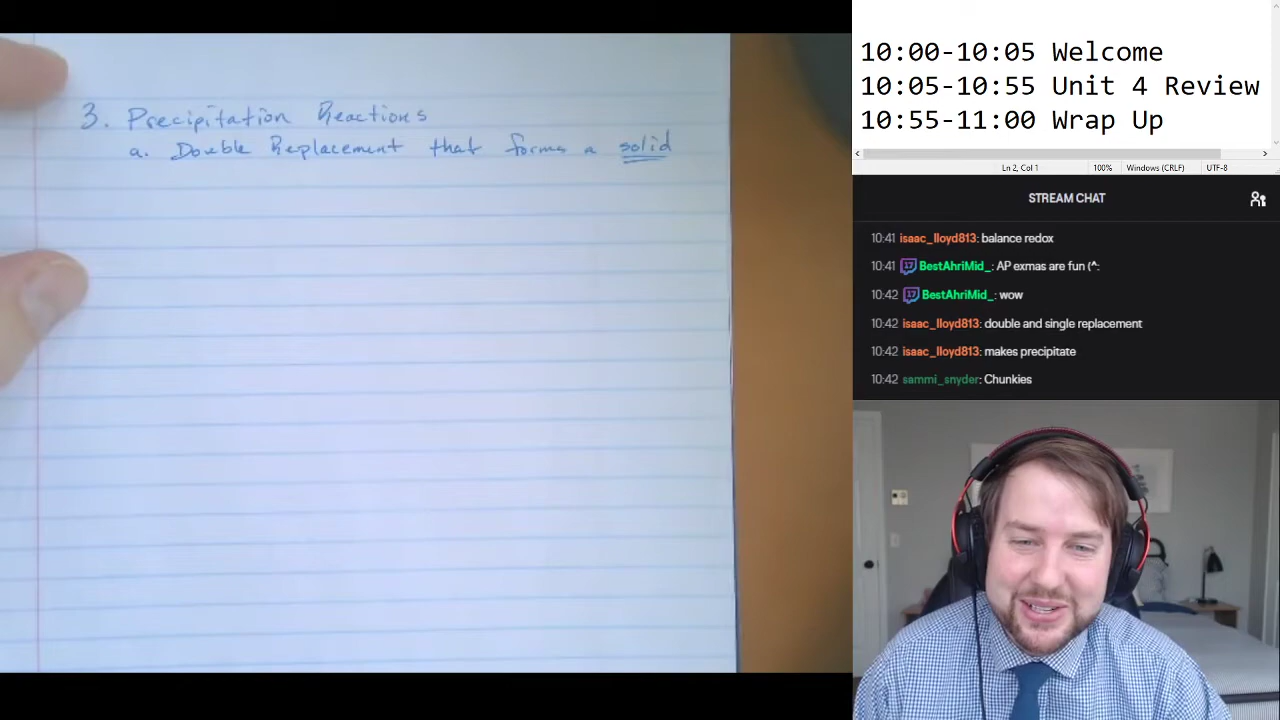 3. Precipitation Reactions
a. Double Replacement that forms a solid
10:00-10:05 Welcome
10:05-10:55 Unit 4 Review
10:55-11:00 Wrap Up
Ln 2, Col 1 100% Windows (CRLF) UTF-8
STREAM CHAT
10:41 isaac_lloyd813: balance redox
10:41 17 BestAhriMid_: AP exmas are fun (^:
10:42 17 BestAhriMid_: wow
10:42 isaac_lloyd813: double and single replacement
10:42 isaac_lloyd813: makes precipitate
10:42 sammi_snyder: Chunkies